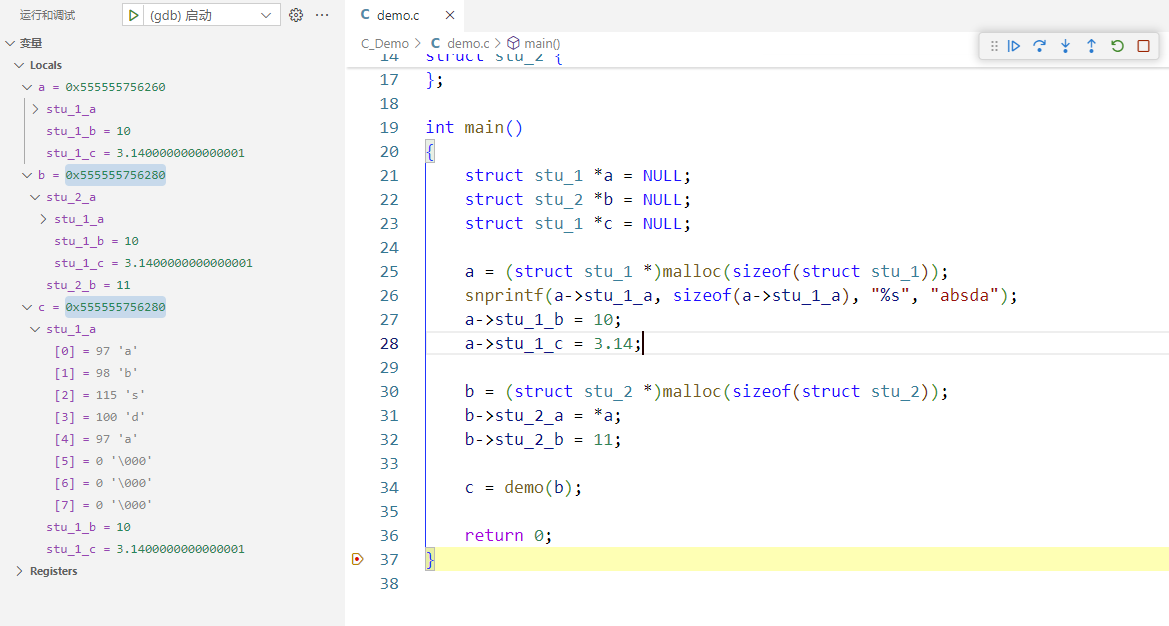 运行和调试
(gdb) 启动
变量
Locals
a = 0x555555756260
stu_1_a
stu_1_b = 10
stu_1_c = 3.1400000000000001
b = 0x555555756280
stu_2_a
stu_1_a
stu_1_b = 10
stu_1_c = 3.1400000000000001
stu_2_b = 11
c = 0x555555756280
stu_1_a
[0] = 97 'a'
[1] = 98 'b'
[2] = 115 's'
[3] = 100 'd'
[4] = 97 'a'
[5] = 0 '\000'
[6] = 0 '\000'
[7] = 0 '\000'
stu_1_b = 10
stu_1_c = 3.1400000000000001
Registers
C demo.c
C_Demo > C demo.c > main()
14 struct stu_2 {
17 };
18
19 int main()
20 {
21 struct stu_1 *a = NULL;
22 struct stu_2 *b = NULL;
23 struct stu_1 *c = NULL;
24
25 a = (struct stu_1 *)malloc(sizeof(struct stu_1));
26 snprintf(a->stu_1_a, sizeof(a->stu_1_a), "%s", "absda");
27 a->stu_1_b = 10;
28 a->stu_1_c = 3.14;
29
30 b = (struct stu_2 *)malloc(sizeof(struct stu_2));
31 b->stu_2_a = *a;
32 b->stu_2_b = 11;
33
34 c = demo(b);
35
36 return 0;
37 }
38